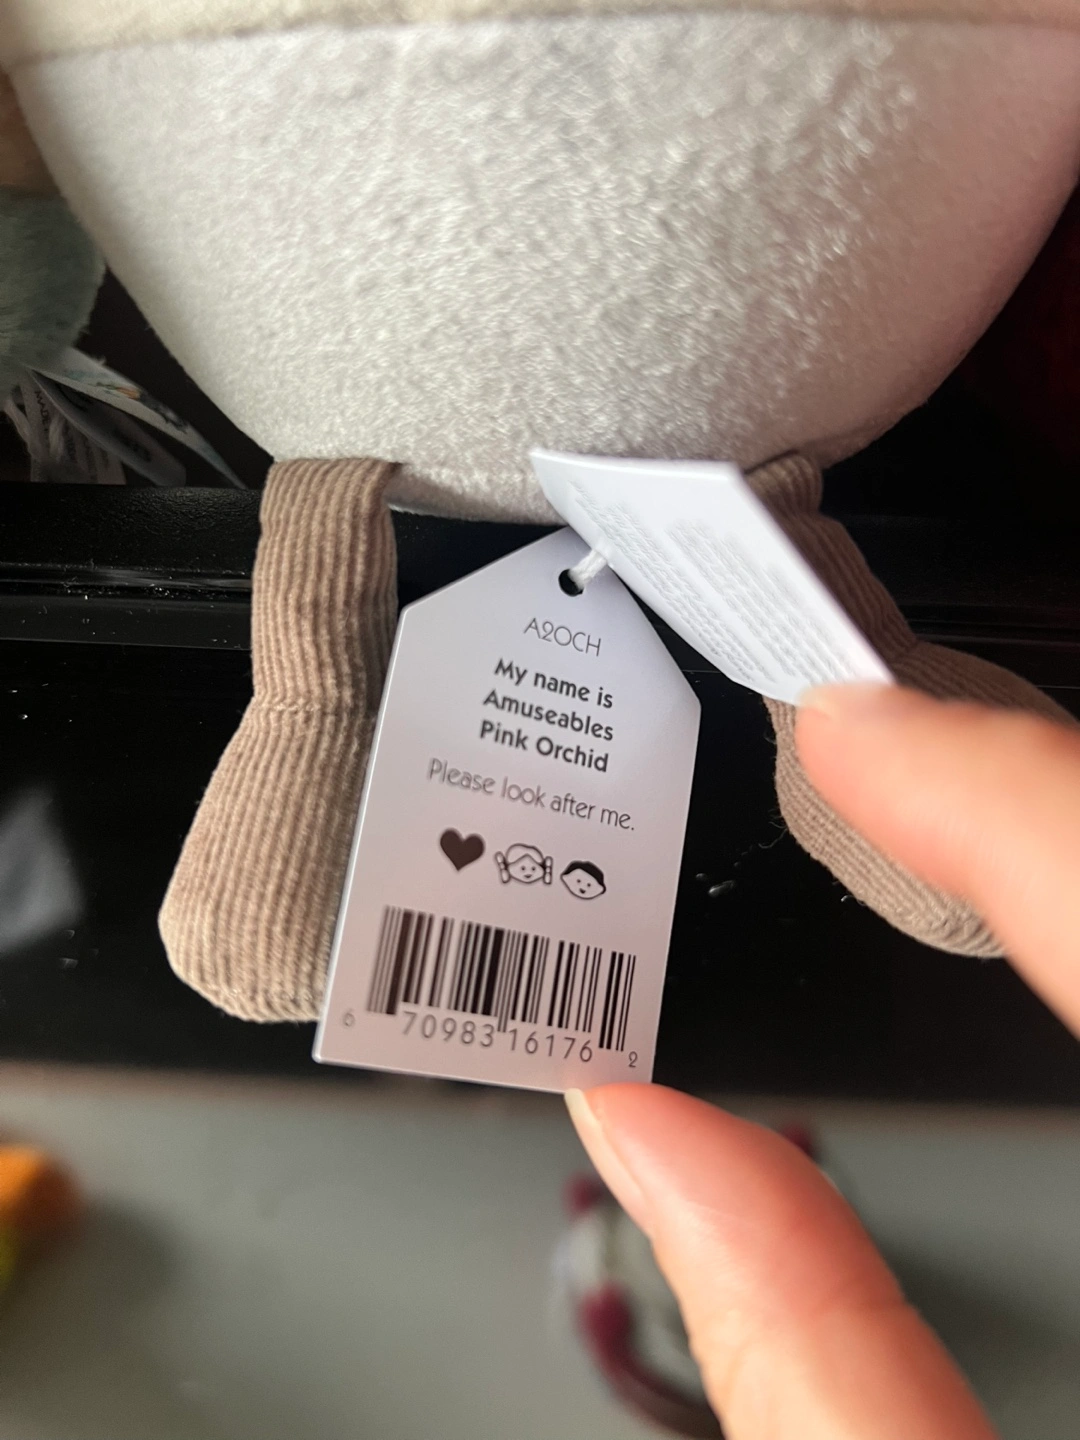 A2OCH
My name is
Amuseables
Pink Orchid
Please look after me.
6 70983 16176 2